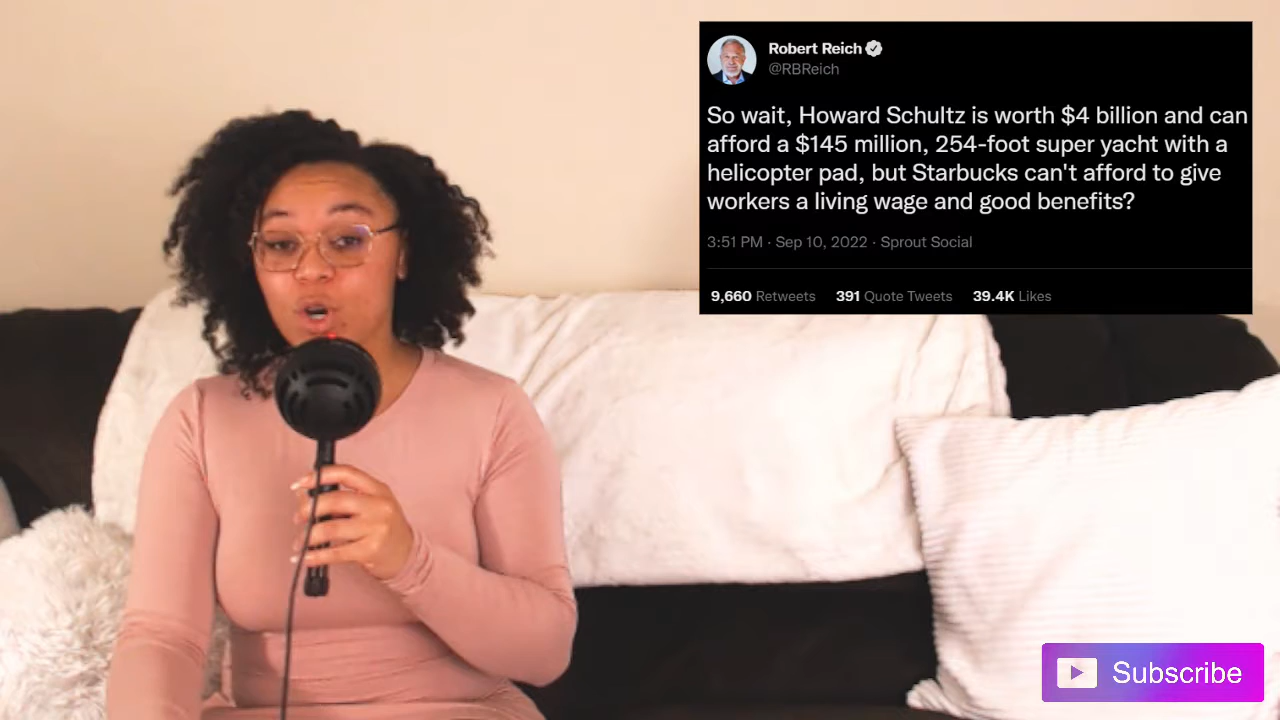 Robert Reich
@RBReich
So wait, Howard Schultz is worth $4 billion and can
afford a $145 million, 254-foot super yacht with a
helicopter pad, but Starbucks can't afford to give
workers a living wage and good benefits?
3:51 PM · Sep 10, 2022 · Sprout Social
9,660 Retweets 391 Quote Tweets 39.4K Likes
Subscribe